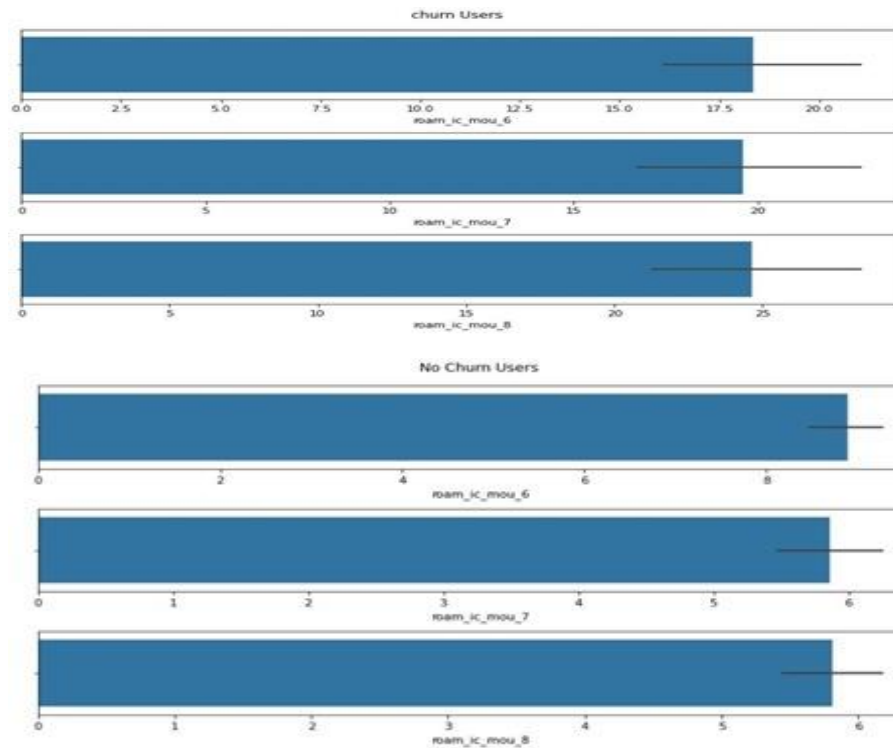 churn Users
0.0 2.5 5.0 7.5 10.0 12.5 15.0 17.5 20.0
roam_ic_mou_6
0 5 10 15 20
roam_ic_mou_7
0 5 10 15 20 25
roam_ic_mou_8
No Churn Users
0 2 4 6 8
roam_ic_mou_6
0 1 2 3 4 5 6
roam_ic_mou_7
0 1 2 3 4 5 6
roam_ic_mou_8